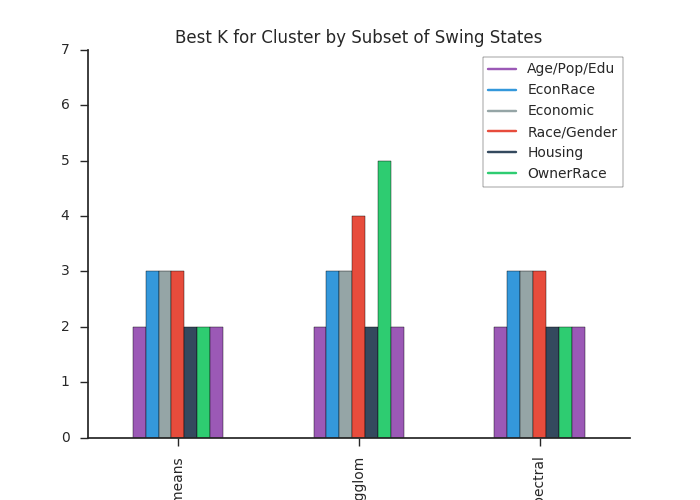 Best K for Cluster by Subset of Swing States
7
6
5
4
3
2
1
0
Age/Pop/Edu
EconRace
Economic
Race/Gender
Housing
OwnerRace
means
gglom
pectral